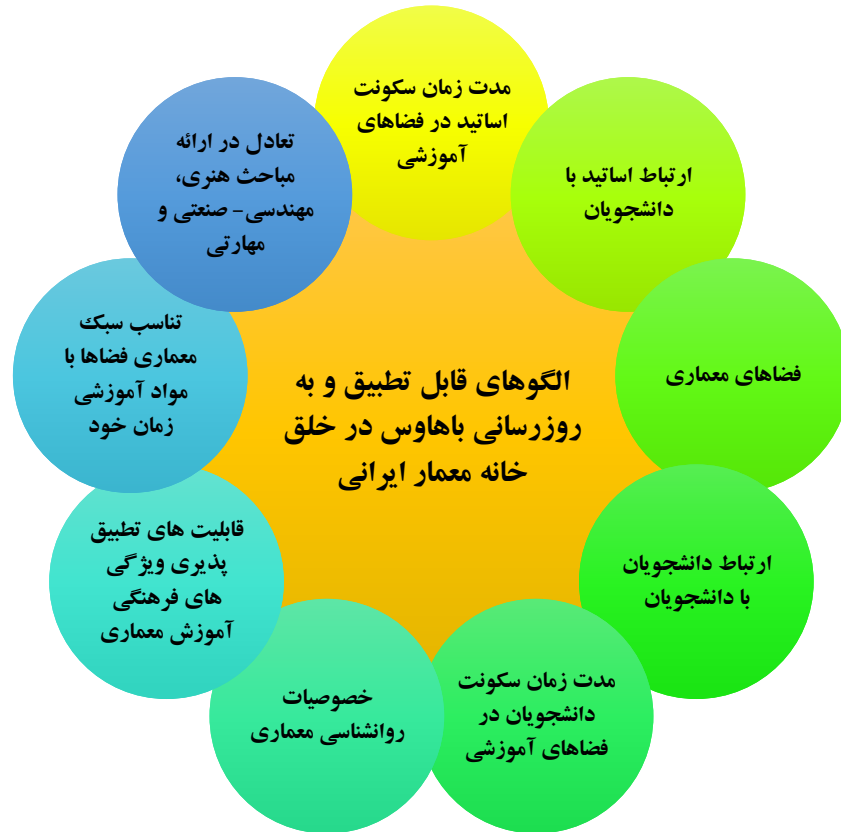 مدت زمان سکونت
اساتید در فضاهای
آموزشی
ارتباط اساتید با
دانشجویان
فضاهای معماری
ارتباط دانشجویان
با دانشجویان
مدت زمان سکونت
دانشجویان در
فضاهای آموزشی
خصوصیات
روانشناسی معماری
قابلیت های تطبیق
پذیری ویژگی
های فرهنگی
آموزش معماری
تناسب سبک
معماری فضاها با
مواد آموزشی
زمان خود
تعادل در ارائه
مباحث هنری،
مهندسی- صنعتی و
مهارتی
الگوهای قابل تطبیق و به
روزرسانی باهاوس در خلق
خانه معمار ایرانی